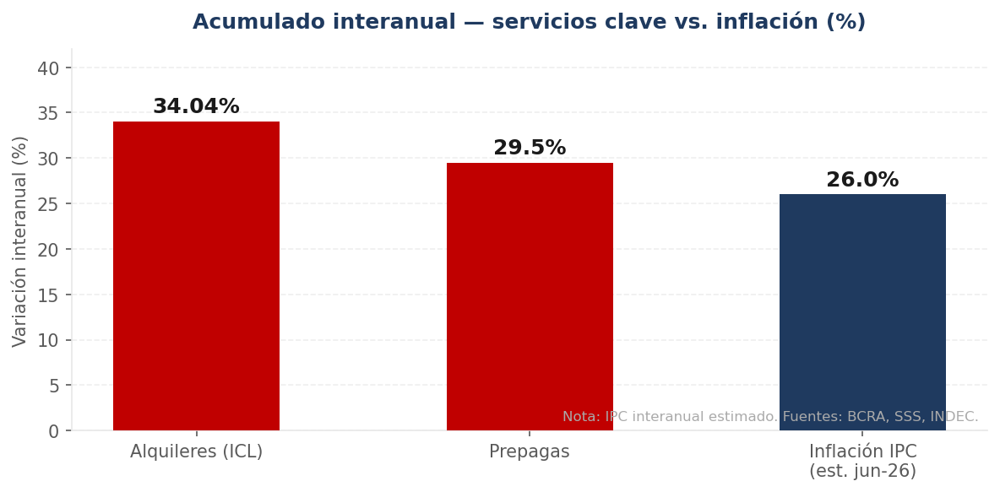 Acumulado interanual — servicios clave vs. inflación (%)
Variación interanual (%)
40
35
30
25
20
15
10
5
0
34.04%
29.5%
26.0%
Nota: IPC interanual estimado. Fuentes: BCRA, SSS, INDEC.
Alquileres (ICL)
Prepagas
Inflación IPC
(est. jun-26)